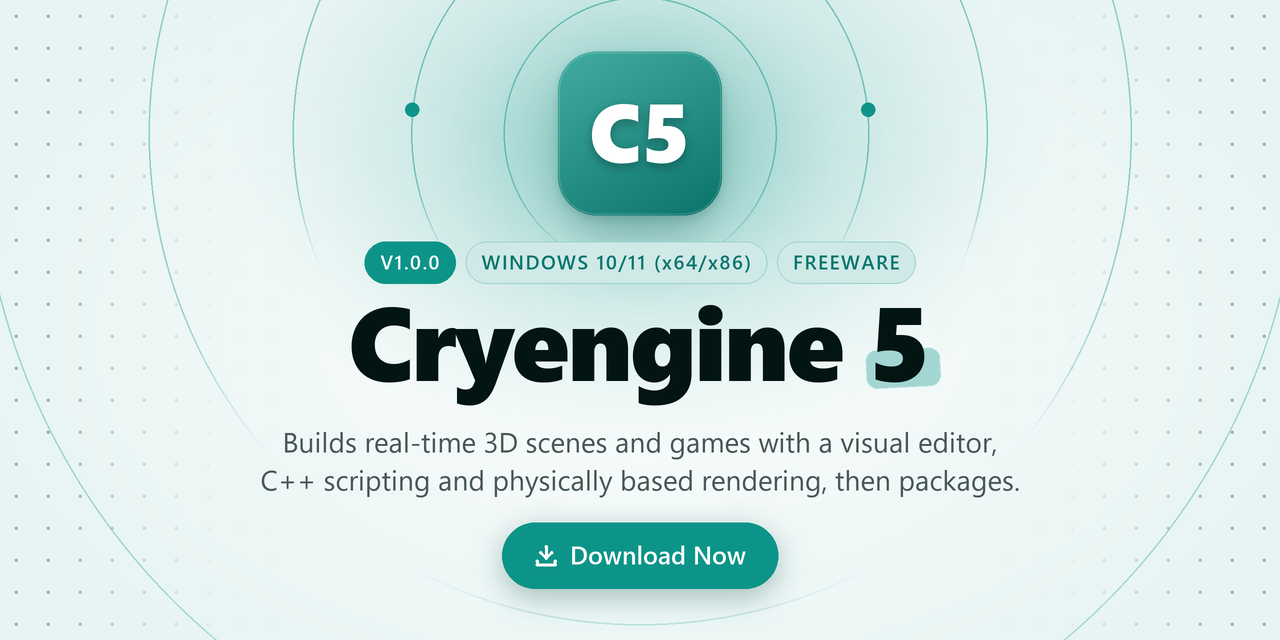 C5
V1.0.0 WINDOWS 10/11 (x64/x86) FREEWARE
Cryengine 5
Builds real-time 3D scenes and games with a visual editor,
C++ scripting and physically based rendering, then packages.
Download Now